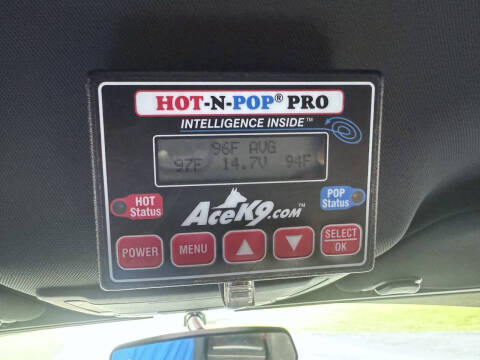 HOT-N-POP® PRO
INTELLIGENCE INSIDE™
96F AVG
97F 14.7V 94F
HOT Status
POP Status
AceK9.com™
POWER MENU SELECT/OK